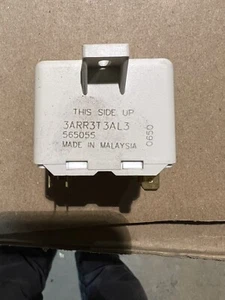 THIS SIDE UP
3ARR3T3AL3
565055
MADE IN MALAYSIA
0650